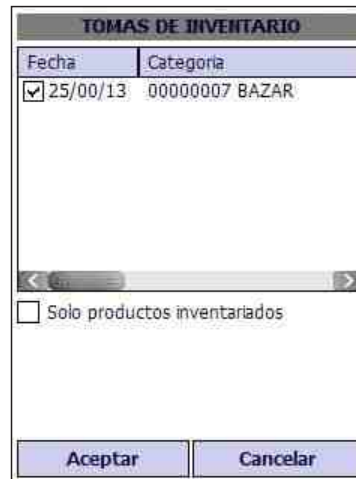 TOMAS DE INVENTARIO
Fecha Categoria
25/00/13 00000007 BAZAR
Solo productos inventariados
Aceptar Cancelar